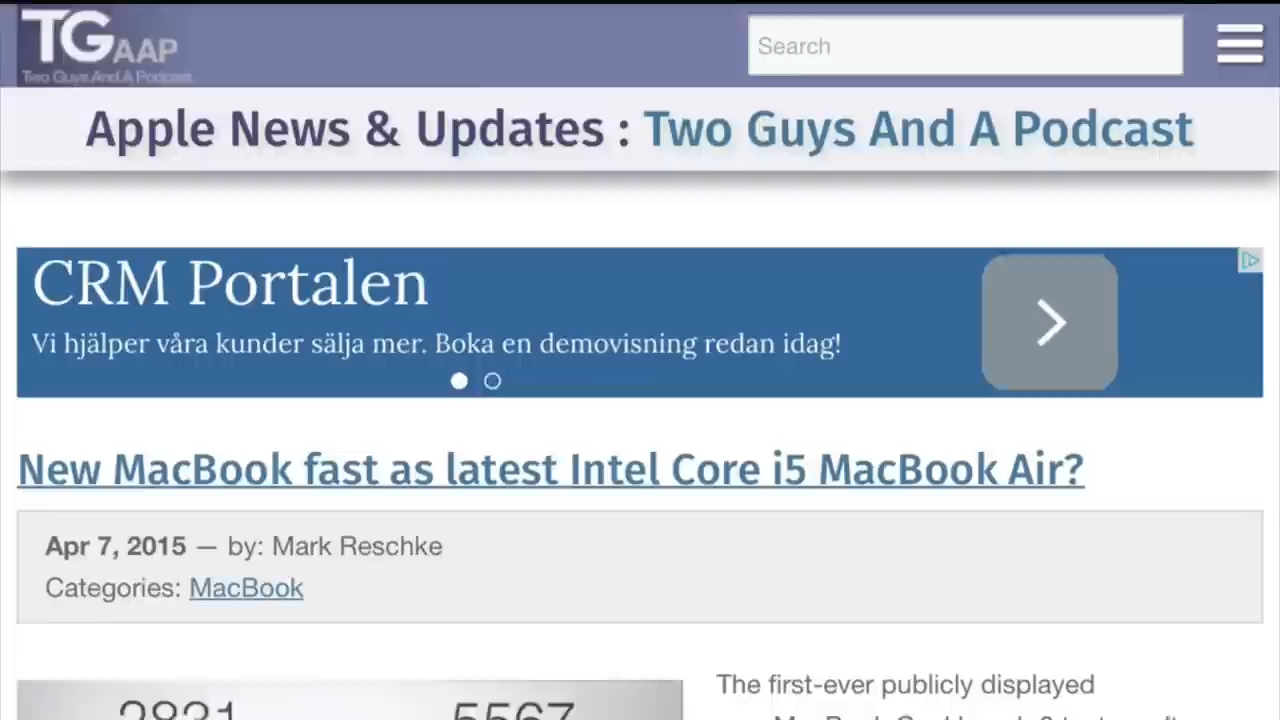 TGAAP
Two Guys And A Podcast
Search
Apple News & Updates : Two Guys And A Podcast
CRM Portalen
Vi hjälper våra kunder sälja mer. Boka en demovisning redan idag!
New MacBook fast as latest Intel Core i5 MacBook Air?
Apr 7, 2015 — by: Mark Reschke
Categories: MacBook
2831 5567
The first-ever publicly displayed